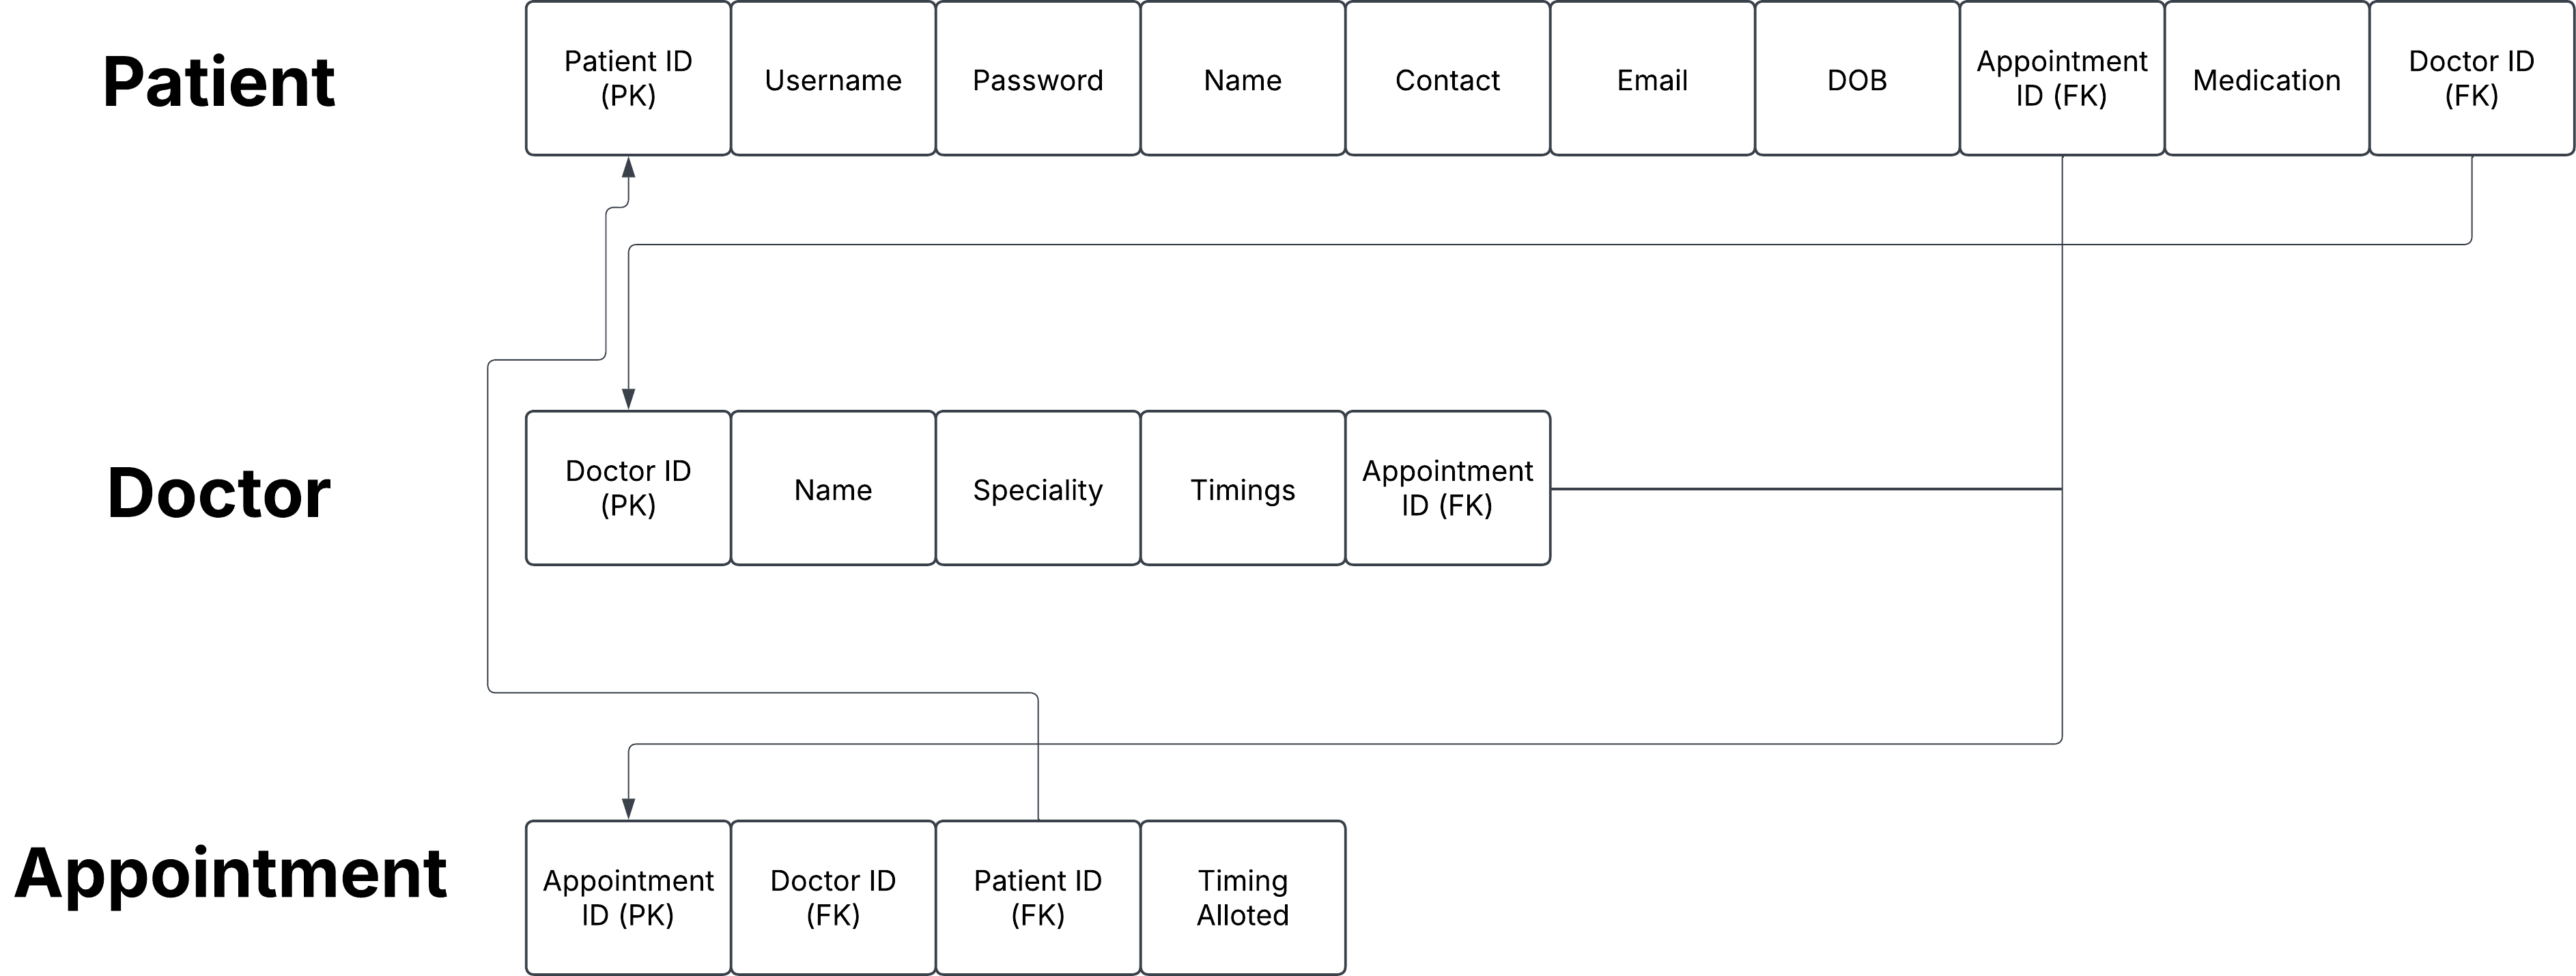 Patient
Patient ID
(PK)
Username
Password
Name
Contact
Email
DOB
Appointment
ID (FK)
Medication
Doctor ID
(FK)
Doctor
Doctor ID
(PK)
Name
Speciality
Timings
Appointment
ID (FK)
Appointment
Appointment
ID (PK)
Doctor ID
(FK)
Patient ID
(FK)
Timing
Alloted